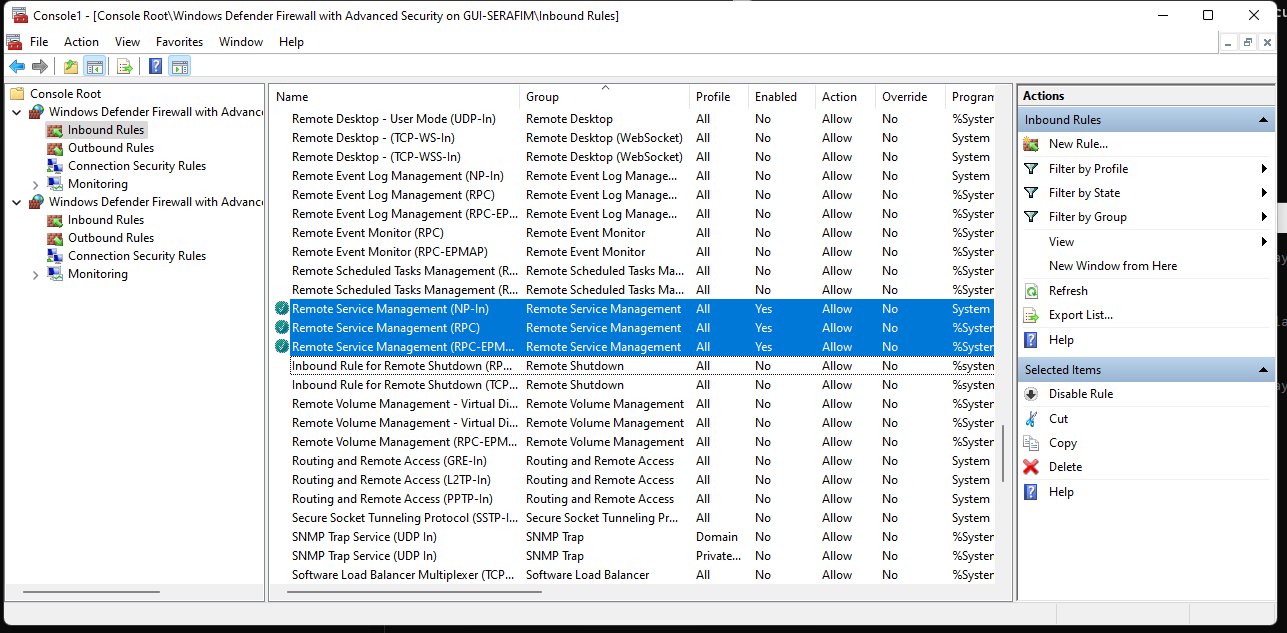 Console1 - [Console Root\Windows Defender Firewall with Advanced Security on GUI-SERAFIM\Inbound Rules]
File Action View Favorites Window Help
Console Root
Windows Defender Firewall with Advanc
Inbound Rules
Outbound Rules
Connection Security Rules
Monitoring
Windows Defender Firewall with Advanc
Inbound Rules
Outbound Rules
Connection Security Rules
Monitoring
Name Group Profile Enabled Action Override Program
Remote Desktop - User Mode (UDP-In) Remote Desktop All No Allow No %System
Remote Desktop - (TCP-WS-In) Remote Desktop (WebSocket) All No Allow No System
Remote Desktop - (TCP-WSS-In) Remote Desktop (WebSocket) All No Allow No System
Remote Event Log Management (NP-In) Remote Event Log Manage... All No Allow No System
Remote Event Log Management (RPC) Remote Event Log Manage... All No Allow No %System
Remote Event Log Management (RPC-EP... Remote Event Log Manage... All No Allow No %System
Remote Event Monitor (RPC) Remote Event Monitor All No Allow No %System
Remote Event Monitor (RPC-EPMAP) Remote Event Monitor All No Allow No %System
Remote Scheduled Tasks Management (R... Remote Scheduled Tasks Ma... All No Allow No %System
Remote Scheduled Tasks Management (R... Remote Scheduled Tasks Ma... All No Allow No %System
Remote Service Management (NP-In) Remote Service Management All Yes Allow No System
Remote Service Management (RPC) Remote Service Management All Yes Allow No %System
Remote Service Management (RPC-EPM... Remote Service Management All Yes Allow No %System
Inbound Rule for Remote Shutdown (RP... Remote Shutdown All No Allow No %system
Inbound Rule for Remote Shutdown (TCP... Remote Shutdown All No Allow No %system
Remote Volume Management - Virtual Di... Remote Volume Management All No Allow No %System
Remote Volume Management - Virtual Di... Remote Volume Management All No Allow No %System
Remote Volume Management (RPC-EPM... Remote Volume Management All No Allow No %System
Routing and Remote Access (GRE-In) Routing and Remote Access All No Allow No System
Routing and Remote Access (L2TP-In) Routing and Remote Access All No Allow No System
Routing and Remote Access (PPTP-In) Routing and Remote Access All No Allow No System
Secure Socket Tunneling Protocol (SSTP-I... Secure Socket Tunneling Pr... All No Allow No System
SNMP Trap Service (UDP In) SNMP Trap Domain No Allow No %System
SNMP Trap Service (UDP In) SNMP Trap Private... No Allow No %System
Software Load Balancer Multiplexer (TCP... Software Load Balancer All No Allow No %System
Actions
Inbound Rules
New Rule...
Filter by Profile
Filter by State
Filter by Group
View
New Window from Here
Refresh
Export List...
Help
Selected Items
Disable Rule
Cut
Copy
Delete
Help